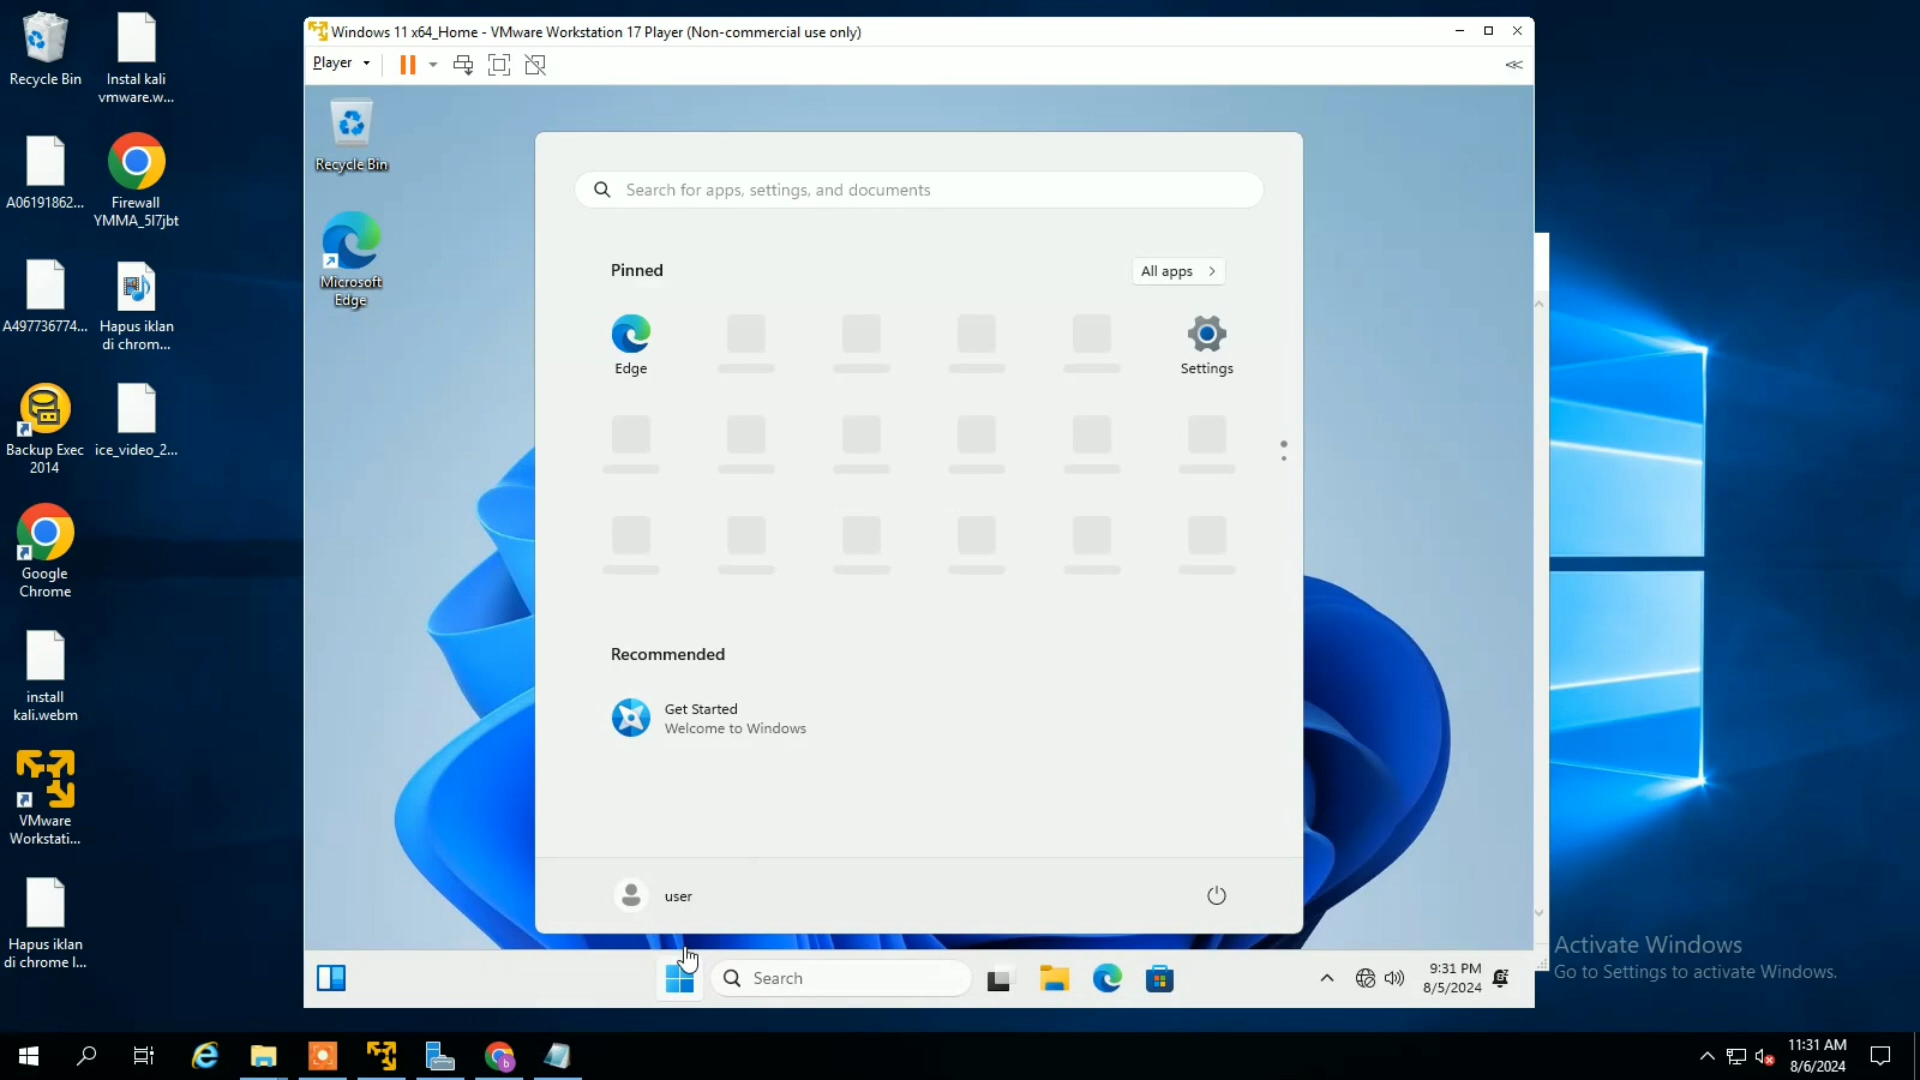 Recycle Bin
Instal kali
vmware.w...
A06191862...
Firewall
YMMA_5I7jbt
A497736774...
Hapus iklan
di chrom...
Backup Exec
2014
ice_video_2...
Google
Chrome
install
kali.webm
VMware
Workstati...
Hapus iklan
di chrome l...
Windows 11 x64_Home - VMware Workstation 17 Player (Non-commercial use only)
Player
Recycle Bin
Microsoft
Edge
Search for apps, settings, and documents
Pinned
All apps
Edge
Settings
Recommended
Get Started
Welcome to Windows
user
Search
9:31 PM
8/5/2024
Activate Windows
Go to Settings to activate Windows.
11:31 AM
8/6/2024